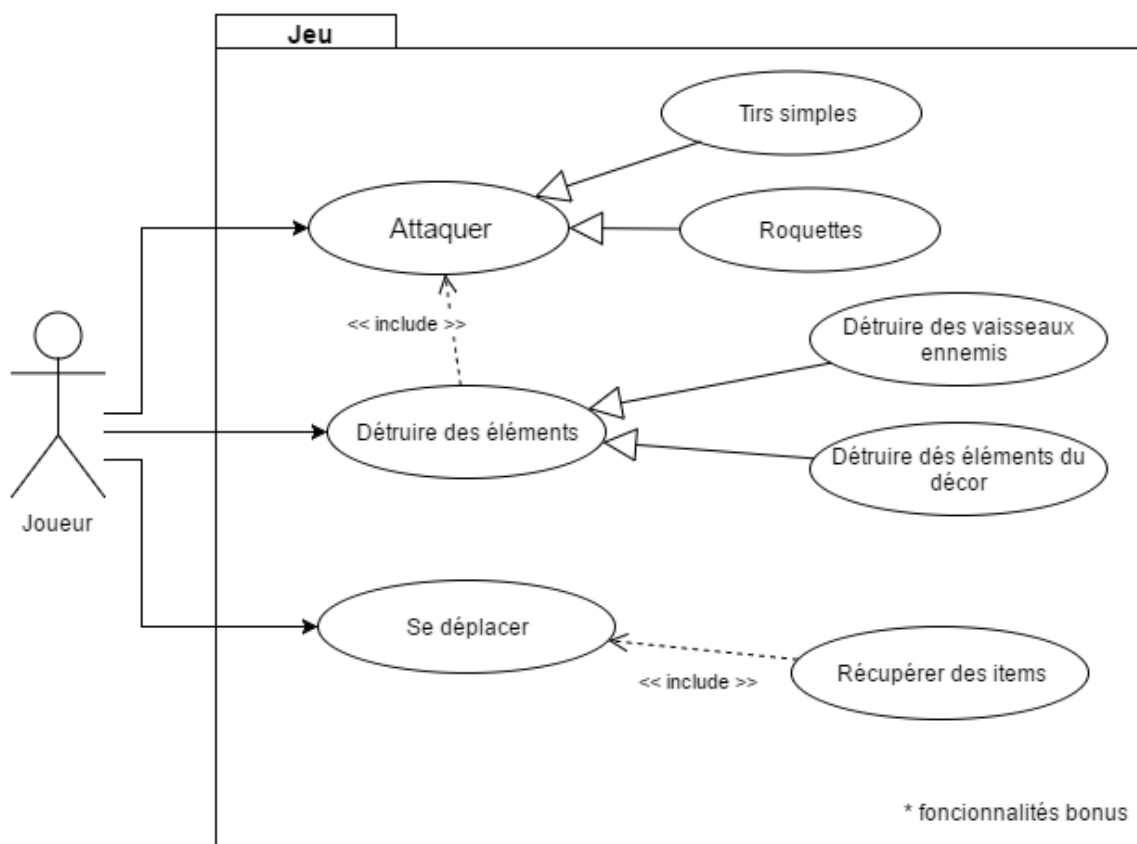 Jeu
Tirs simples
Attaquer
Roquettes
<< include >>
Détruire des vaisseaux
ennemis
Détruire des éléments
Détruire dés éléments du
décor
Joueur
Se déplacer
Récupérer des items
<< include >>
* foncionnalités bonus